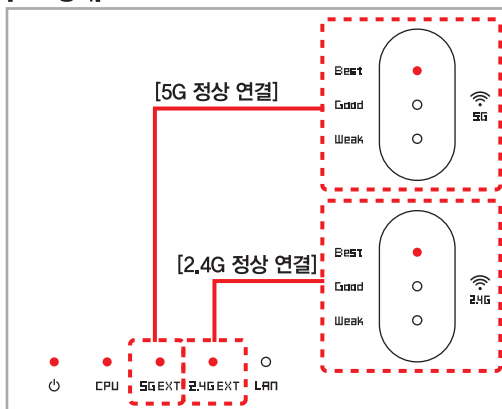 Best
[5G 정상 연결]
Good
5G
Weak
Best
[2.4G 정상 연결]
Good
2.4G
Weak
CPU
5G EXT
2.4G EXT
LAN